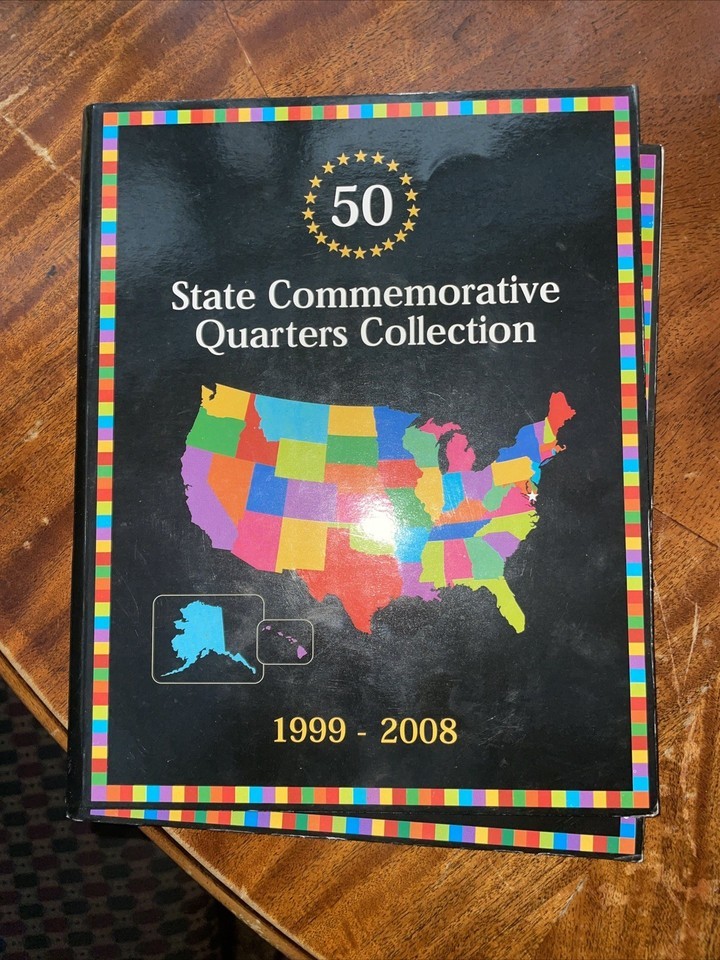 50
State Commemorative
Quarters Collection
1999 - 2008